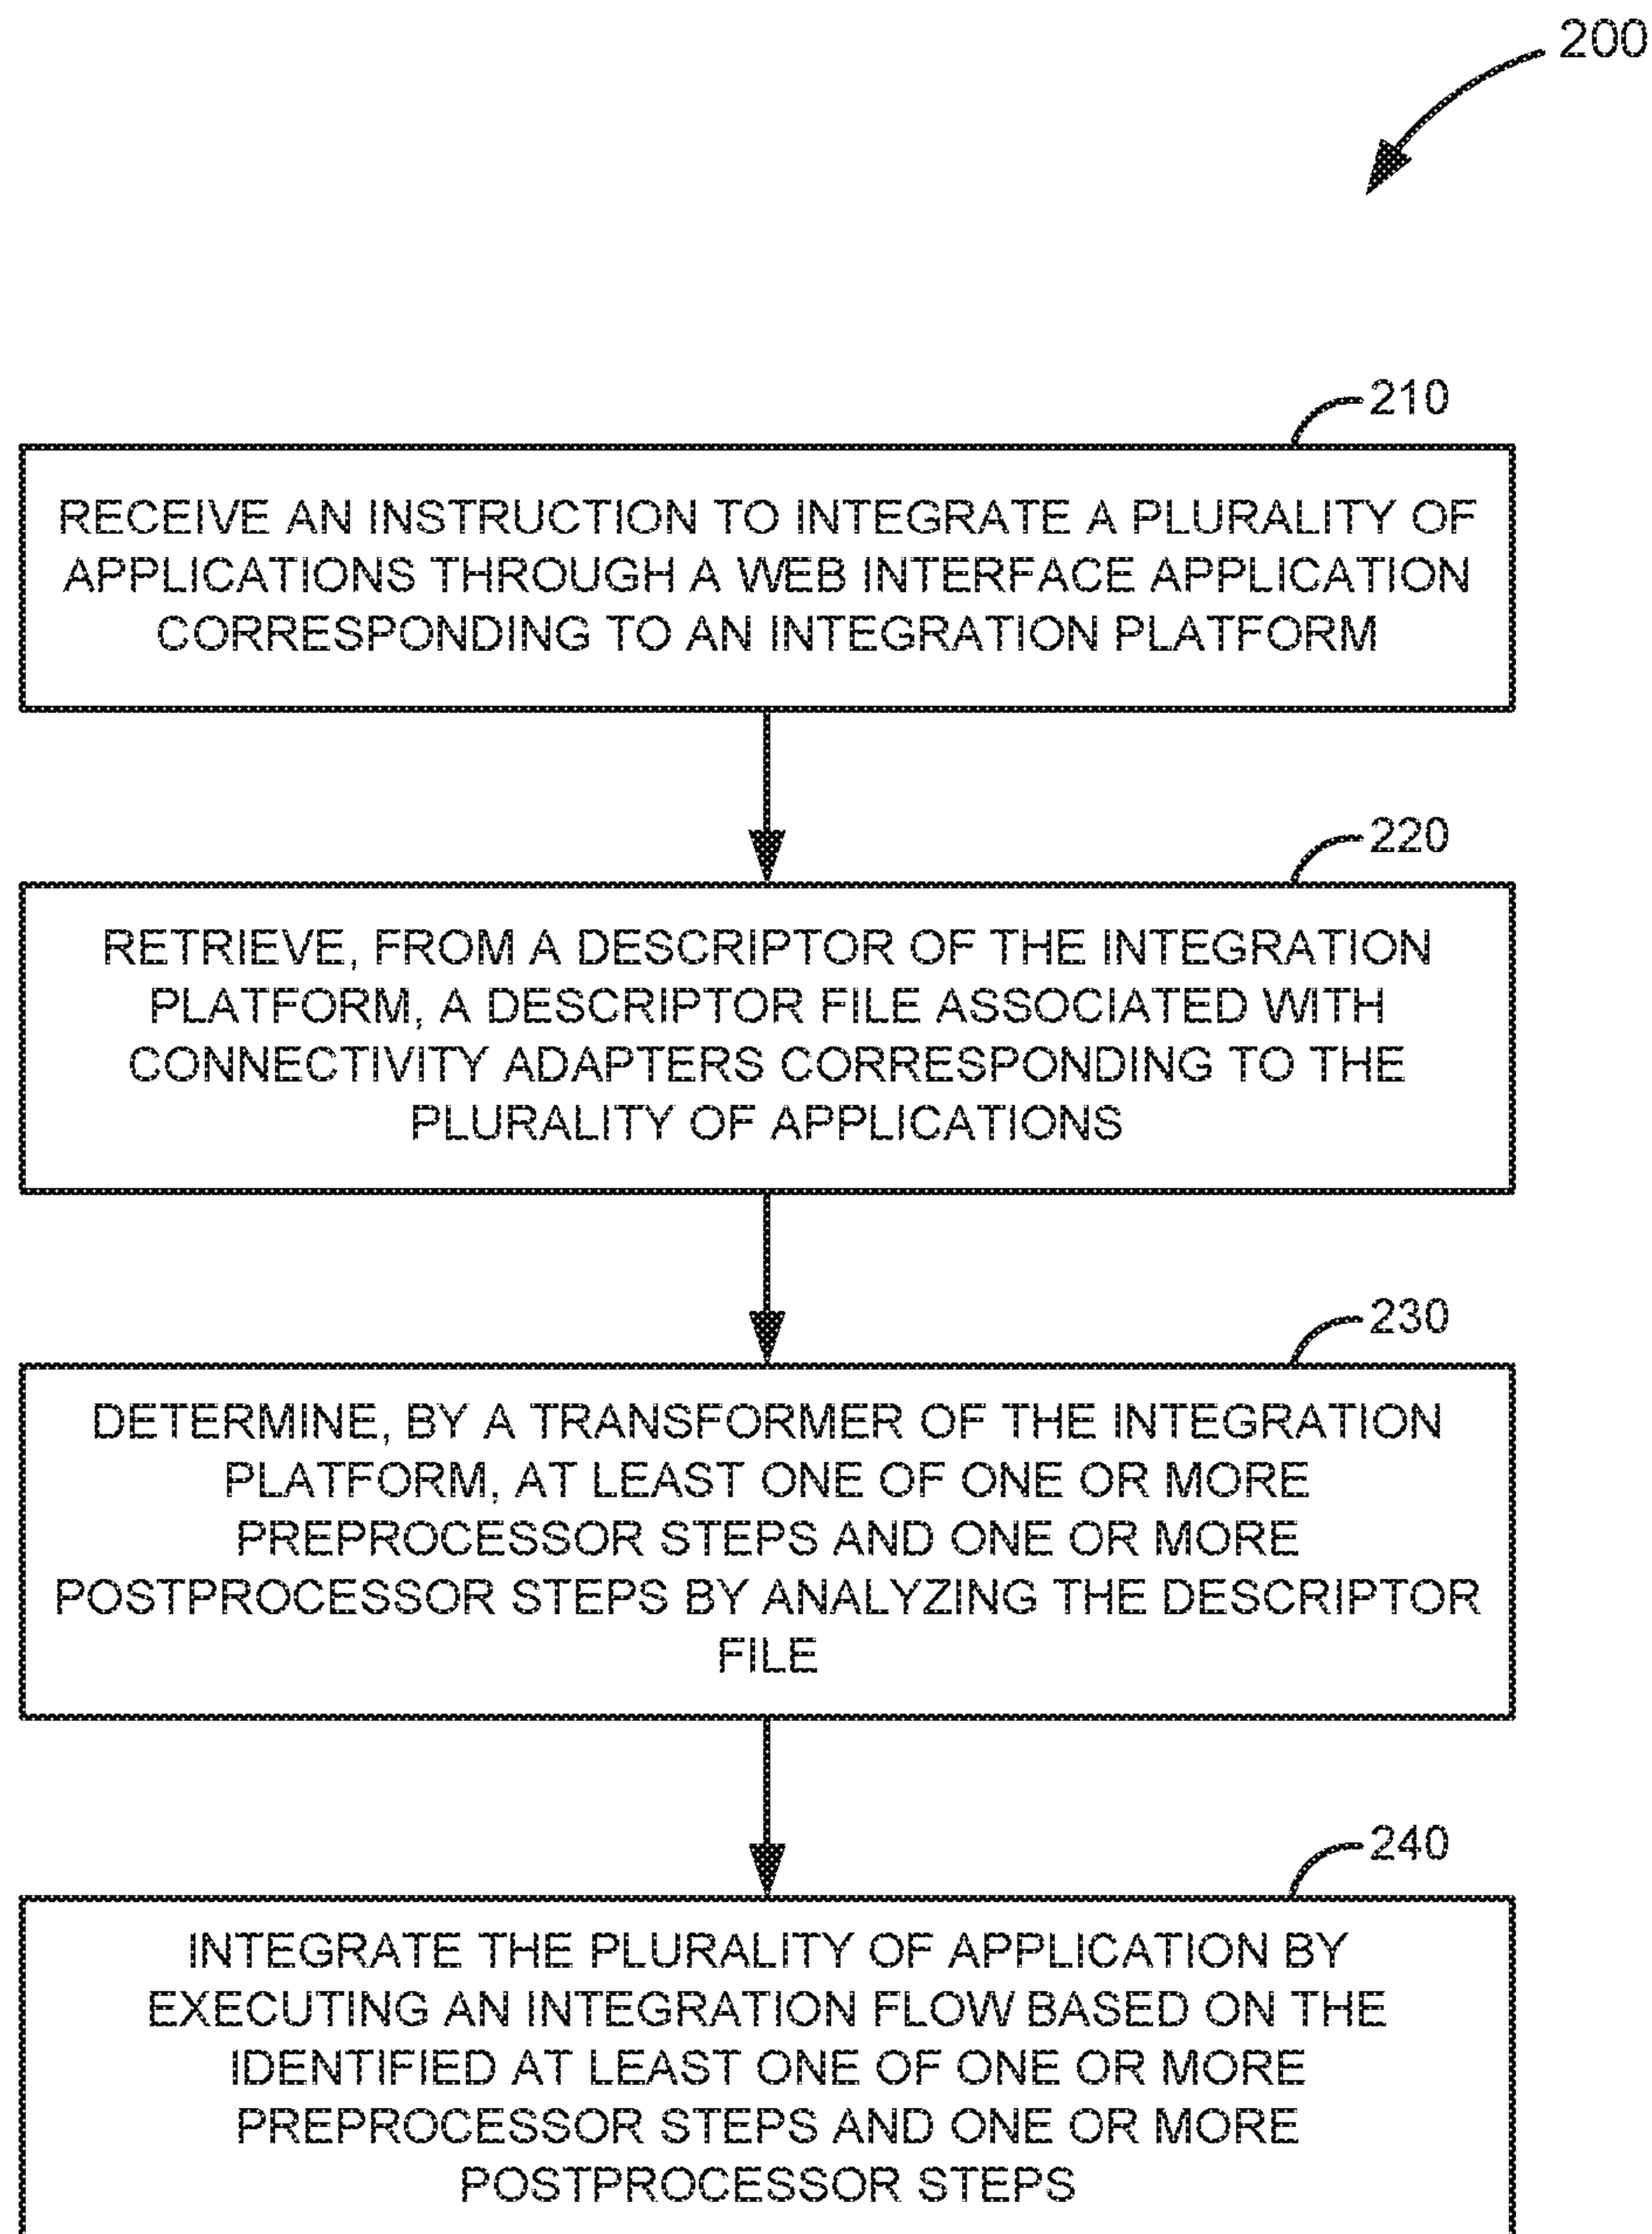 200
210
RECEIVE AN INSTRUCTION TO INTEGRATE A PLURALITY OF
APPLICATIONS THROUGH A WEB INTERFACE APPLICATION
CORRESPONDING TO AN INTEGRATION PLATFORM
220
RETRIEVE, FROM A DESCRIPTOR OF THE INTEGRATION
PLATFORM, A DESCRIPTOR FILE ASSOCIATED WITH
CONNECTIVITY ADAPTERS CORRESPONDING TO THE
PLURALITY OF APPLICATIONS
230
DETERMINE, BY A TRANSFORMER OF THE INTEGRATION
PLATFORM, AT LEAST ONE OF ONE OR MORE
PREPROCESSOR STEPS AND ONE OR MORE
POSTPROCESSOR STEPS BY ANALYZING THE DESCRIPTOR
FILE
240
INTEGRATE THE PLURALITY OF APPLICATION BY
EXECUTING AN INTEGRATION FLOW BASED ON THE
IDENTIFIED AT LEAST ONE OF ONE OR MORE
PREPROCESSOR STEPS AND ONE OR MORE
POSTPROCESSOR STEPS